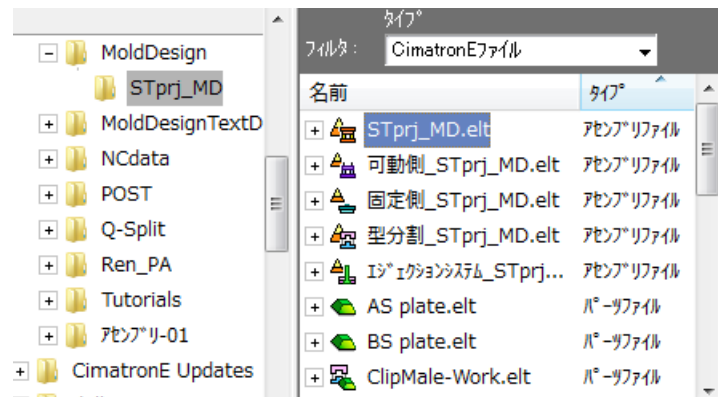 MoldDesign
STprj_MD
MoldDesignTextD
NCdata
POST
Q-Split
Ren_PA
Tutorials
ｱｾﾝﾌﾞﾘ-01
CimatronE Updates
ﾀｲﾌﾟ
ﾌｨﾙﾀ： CimatronEﾌｧｲﾙ
名前 ﾀｲﾌﾟ
STprj_MD.elt ｱｾﾝﾌﾞﾘﾌｧｲﾙ
可動側_STprj_MD.elt ｱｾﾝﾌﾞﾘﾌｧｲﾙ
固定側_STprj_MD.elt ｱｾﾝﾌﾞﾘﾌｧｲﾙ
型分割_STprj_MD.elt ｱｾﾝﾌﾞﾘﾌｧｲﾙ
ｴｼﾞｪｸｼｮﾝｼｽﾃﾑ_STprj... ｱｾﾝﾌﾞﾘﾌｧｲﾙ
AS plate.elt ﾊﾟｰﾂﾌｧｲﾙ
BS plate.elt ﾊﾟｰﾂﾌｧｲﾙ
ClipMale-Work.elt ﾊﾟｰﾂﾌｧｲﾙ